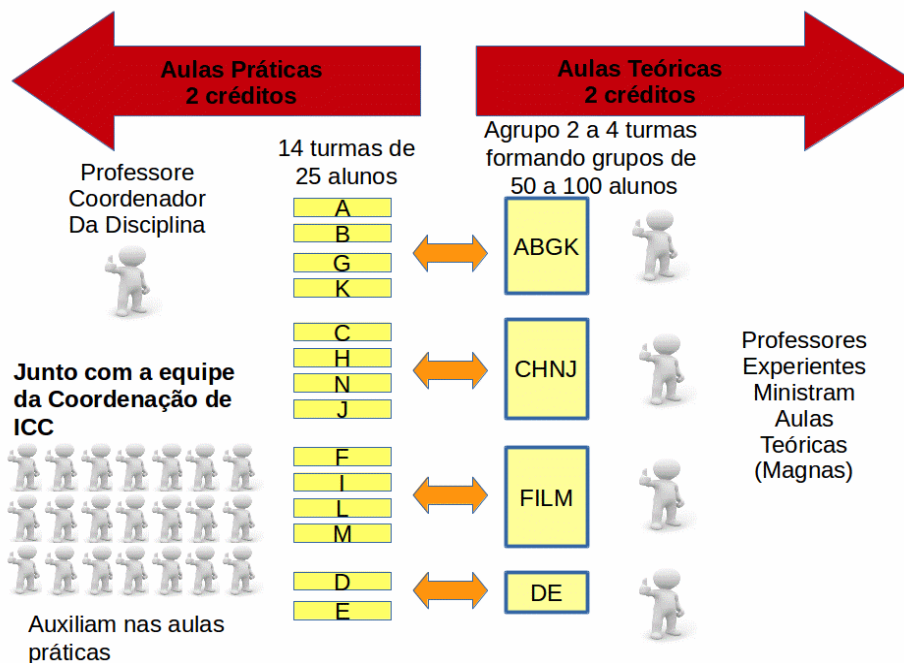 Aulas Práticas
2 créditos
Aulas Teóricas
2 créditos
Professore
Coordenador
Da Disciplina
14 turmas de
25 alunos
Agrupo 2 a 4 turmas
formando grupos de
50 a 100 alunos
A
B
G
K
ABGK
C
H
N
J
CHNJ
Junto com a equipe
da Coordenação de
ICC
Professores
Experientes
Ministram
Aulas
Teóricas
(Magnas)
F
I
L
M
FILM
D
E
DE
Auxiliam nas aulas
práticas